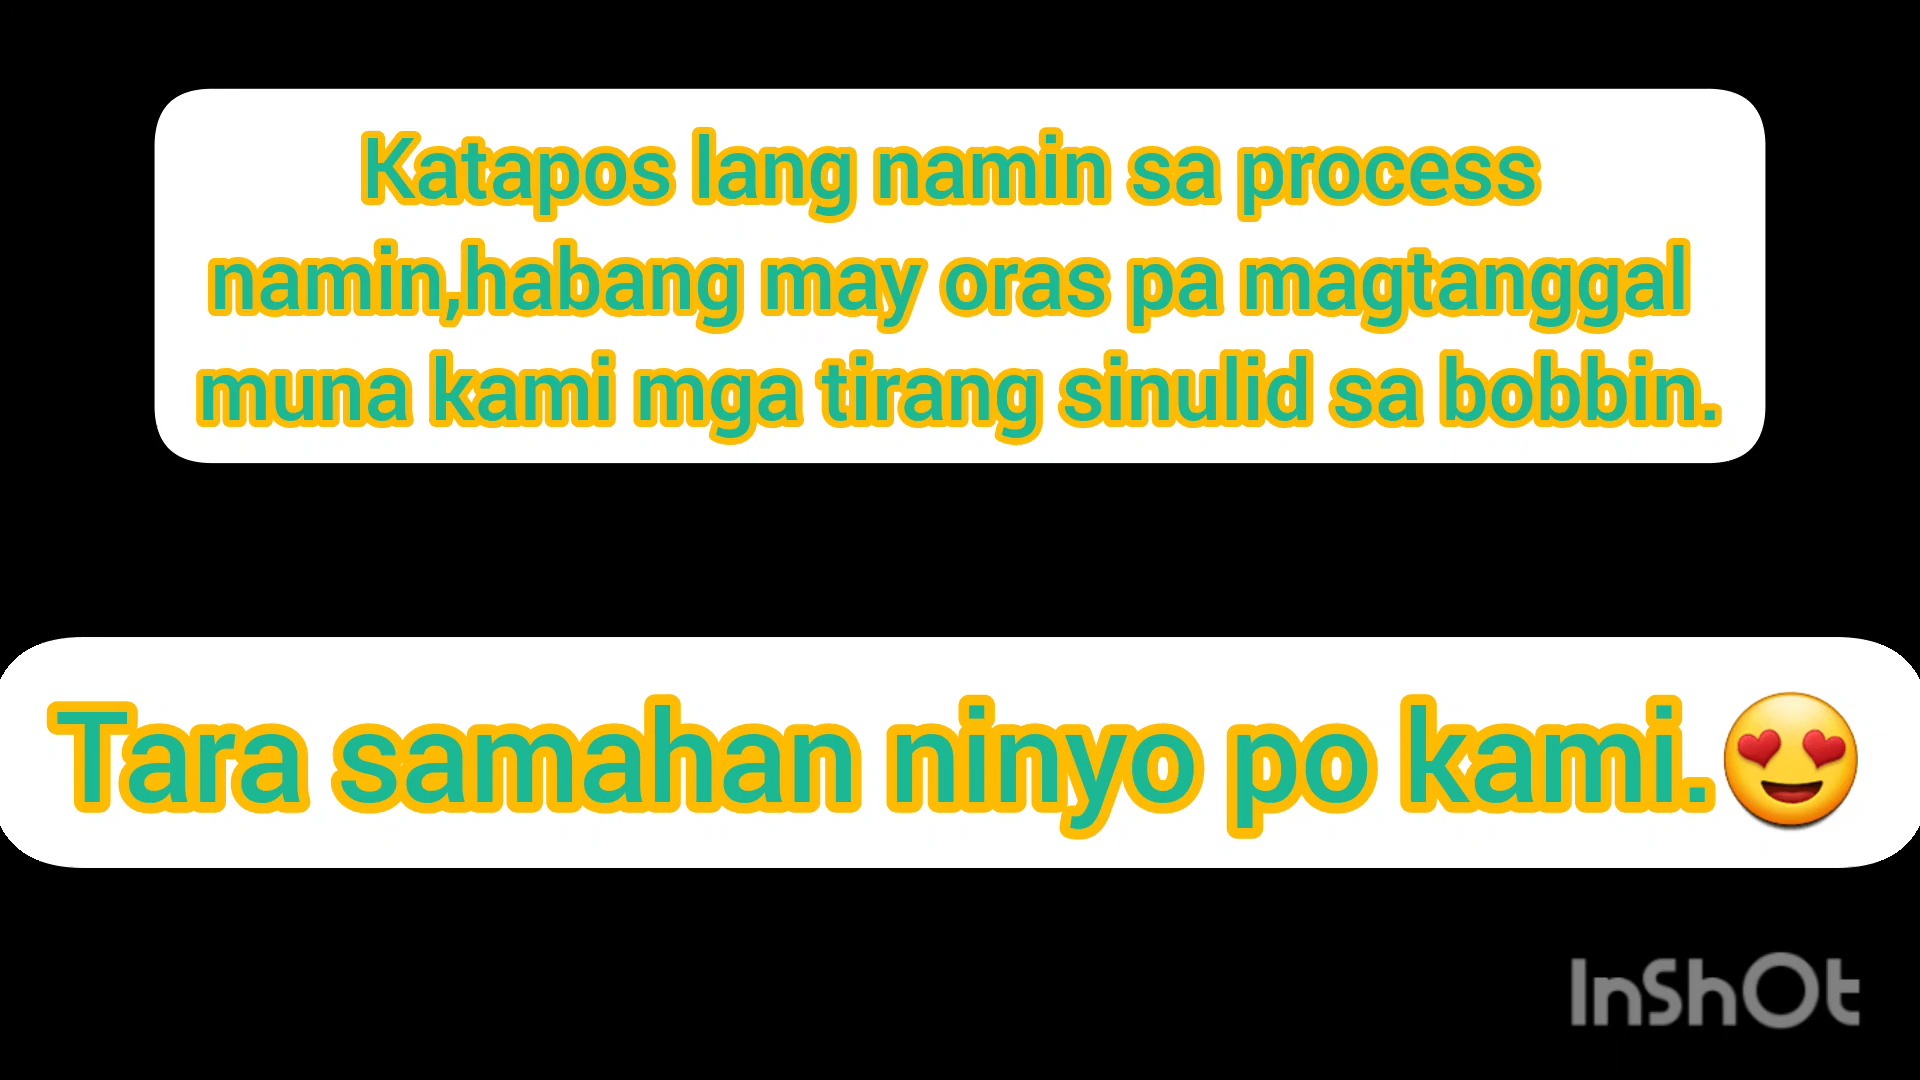 Katapos lang namin sa process
namin,habang may oras pa magtanggal
muna kami mga tirang sinulid sa bobbin.
Tara samahan ninyo po kami.😍
InShOt